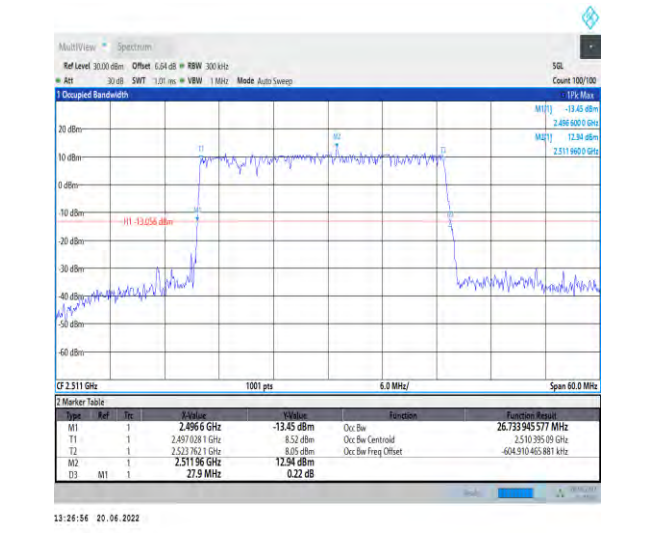 MultiView Spectrum
Ref Level 30.00 dBm Offset 6.64 dB RBW 300 kHz SGL
Att 30 dB SWT 1.01 ms VBW 1 MHz Mode Auto Sweep Count 100/100
1 Occupied Bandwidth 1Pk Max
M1[1] -13.45 dBm
2.496 600 0 GHz
20 dBm M2[1] 12.94 dBm
M2
T1 T2 2.511 960 0 GHz
10 dBm
0 dBm
-10 dBm M1
H1 -13.056 dBm
-20 dBm
-30 dBm
-40 dBm
-50 dBm
-60 dBm
CF 2.511 GHz 1001 pts 6.0 MHz/ Span 60.0 MHz
2 Marker Table
Type Ref Trc X-Value Y-Value Function Function Result
M1 1 2.496 6 GHz -13.45 dBm Occ Bw 26.733 945 577 MHz
T1 1 2.497 028 1 GHz 8.52 dBm Occ Bw Centroid 2.510 395 09 GHz
T2 1 2.523 762 1 GHz 8.05 dBm Occ Bw Freq Offset -604.910 465 881 kHz
M2 1 2.511 96 GHz 12.94 dBm
D3 M1 1 27.9 MHz 0.22 dB
13:26:56 20.06.2022